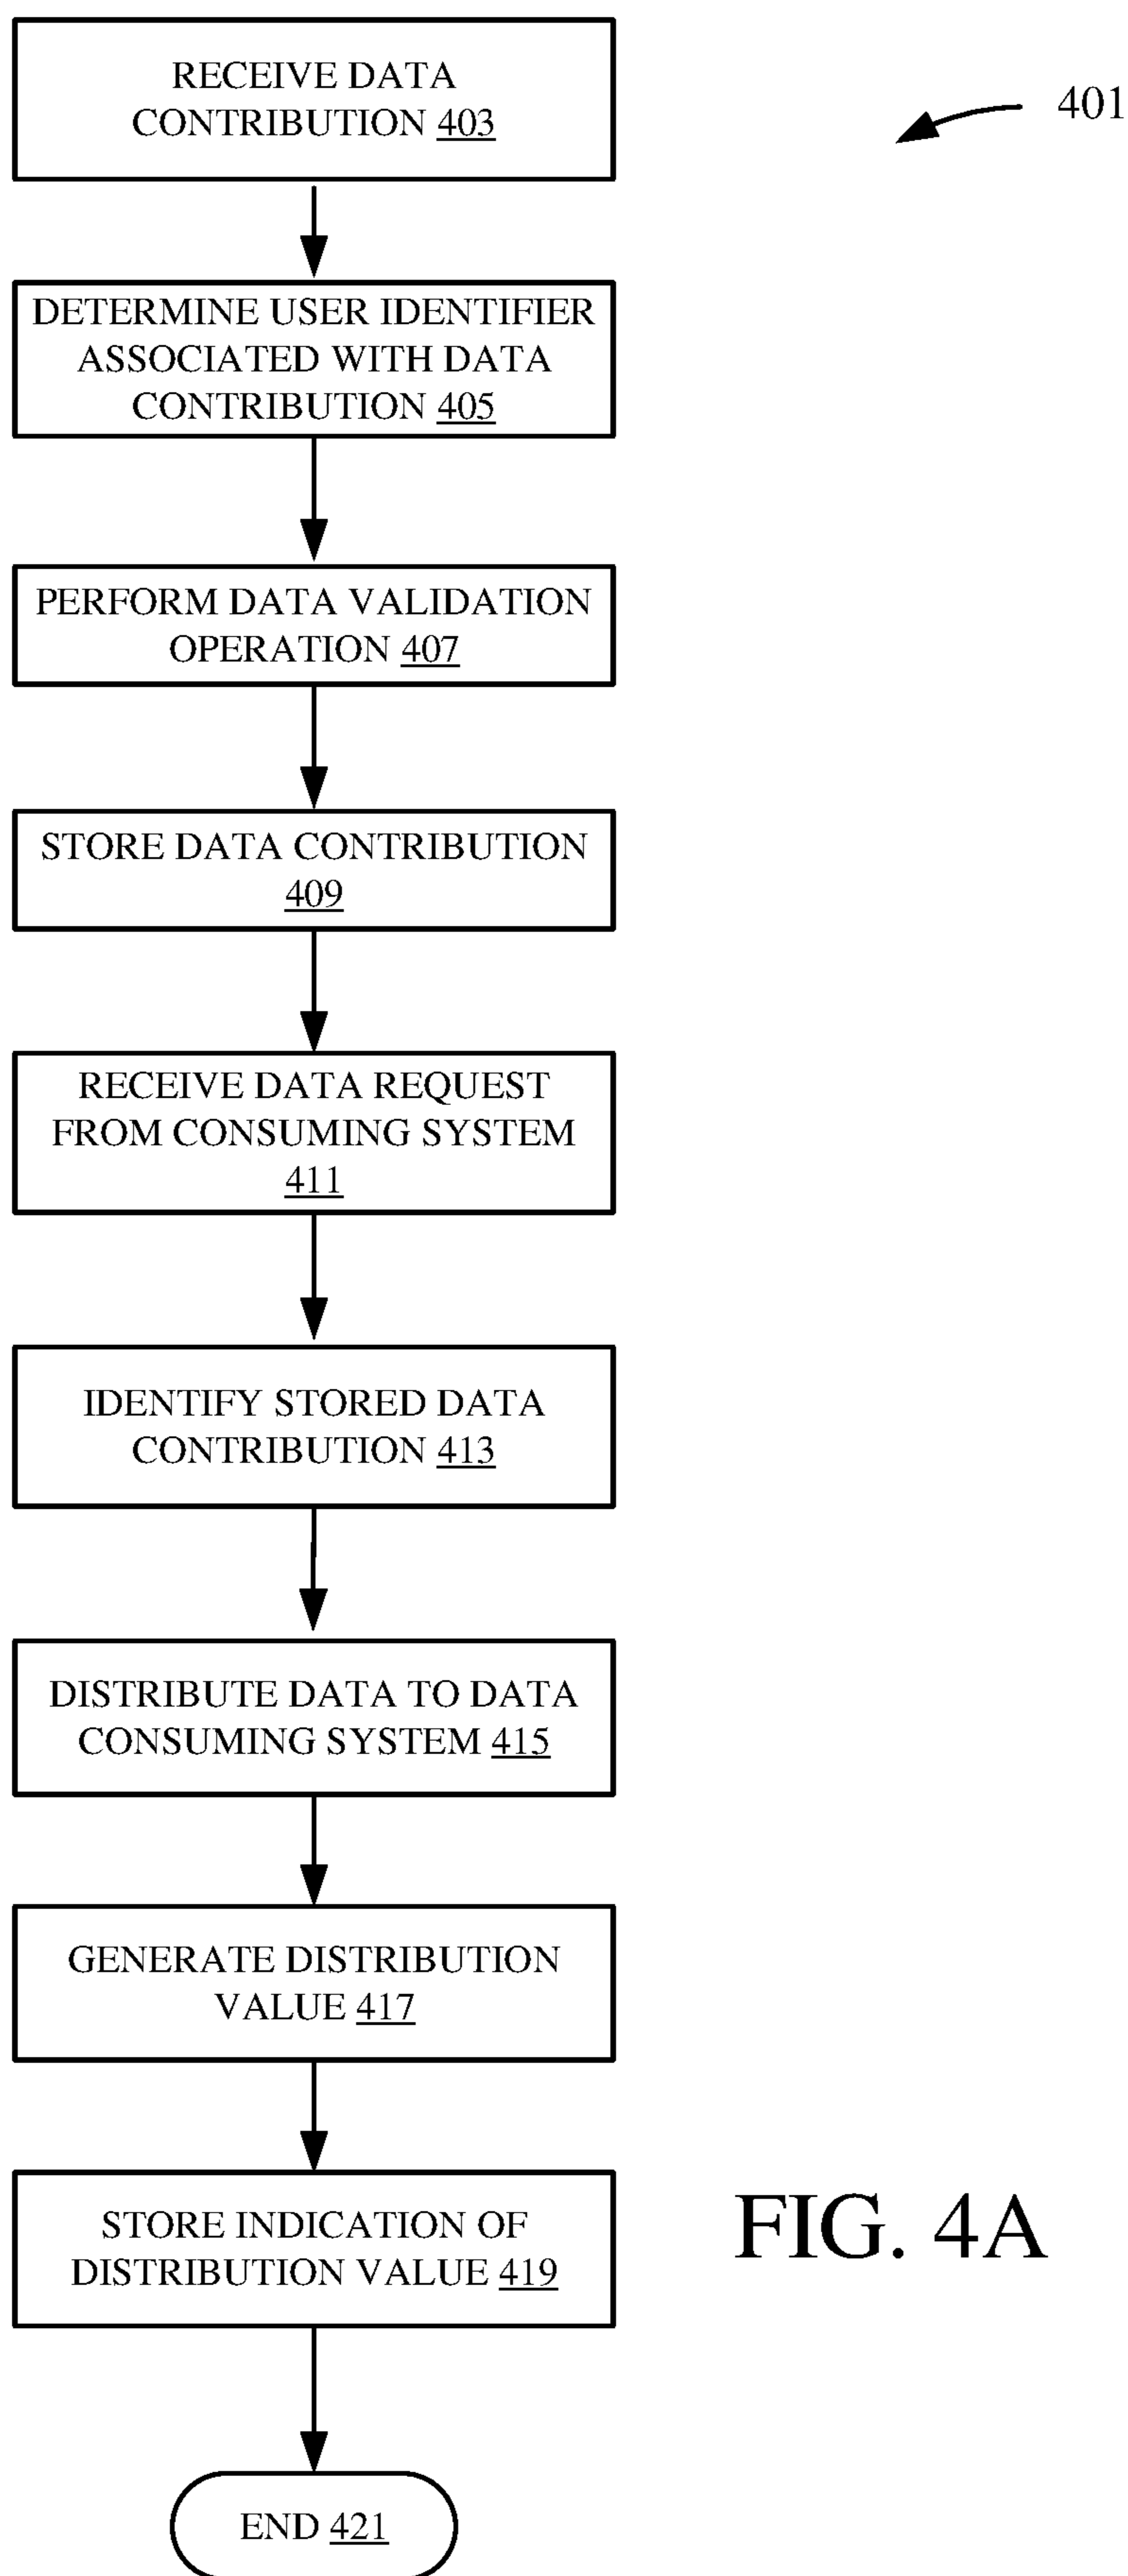 RECEIVE DATA
CONTRIBUTION 403
401
DETERMINE USER IDENTIFIER
ASSOCIATED WITH DATA
CONTRIBUTION 405
PERFORM DATA VALIDATION
OPERATION 407
STORE DATA CONTRIBUTION
409
RECEIVE DATA REQUEST
FROM CONSUMING SYSTEM
411
IDENTIFY STORED DATA
CONTRIBUTION 413
DISTRIBUTE DATA TO DATA
CONSUMING SYSTEM 415
GENERATE DISTRIBUTION
VALUE 417
STORE INDICATION OF
DISTRIBUTION VALUE 419
FIG. 4A
END 421